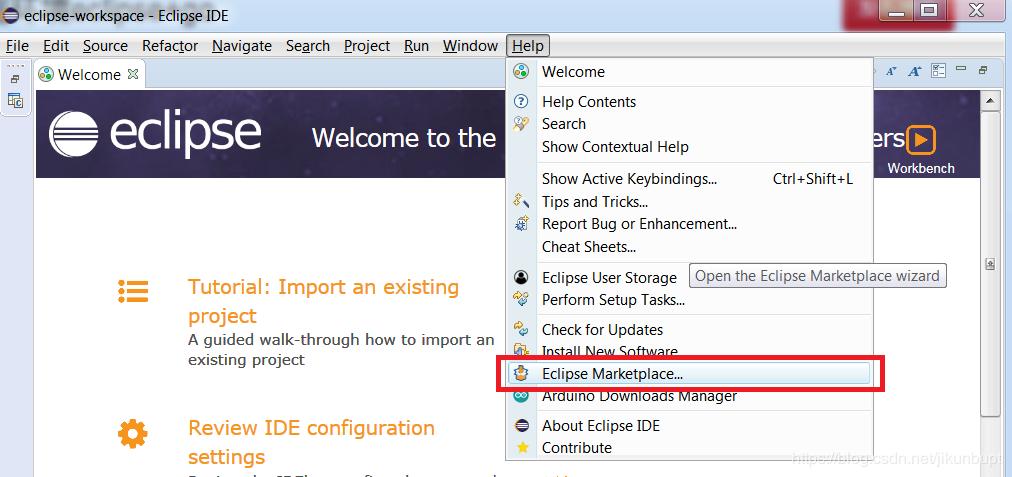 eclipse-workspace - Eclipse IDE
File Edit Source Refactor Navigate Search Project Run Window Help
Welcome
eclipse
Welcome to the
ers
Workbench
Welcome
Help Contents
Search
Show Contextual Help
Show Active Keybindings... Ctrl+Shift+L
Tips and Tricks...
Report Bug or Enhancement...
Cheat Sheets...
Eclipse User Storage
Open the Eclipse Marketplace wizard
Perform Setup Tasks...
Check for Updates
Install New Software...
Eclipse Marketplace...
Arduino Downloads Manager
About Eclipse IDE
Contribute
Tutorial: Import an existing
project
A guided walk-through how to import an
existing project
Review IDE configuration
settings
https://blog.csdn.net/jikunbupt